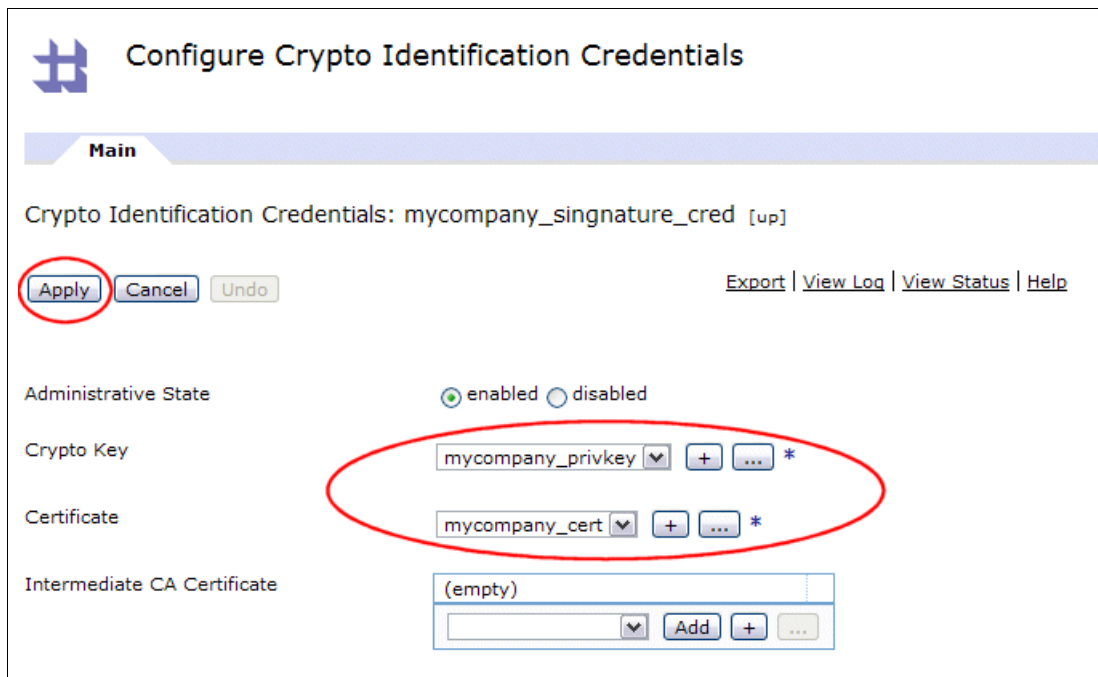 Configure Crypto Identification Credentials
Main
Crypto Identification Credentials: mycompany_singnature_cred [up]
Apply Cancel Undo Export | View Log | View Status | Help
Administrative State enabled disabled
Crypto Key mycompany_privkey + ... *
Certificate mycompany_cert + ... *
Intermediate CA Certificate (empty)
Add + ...